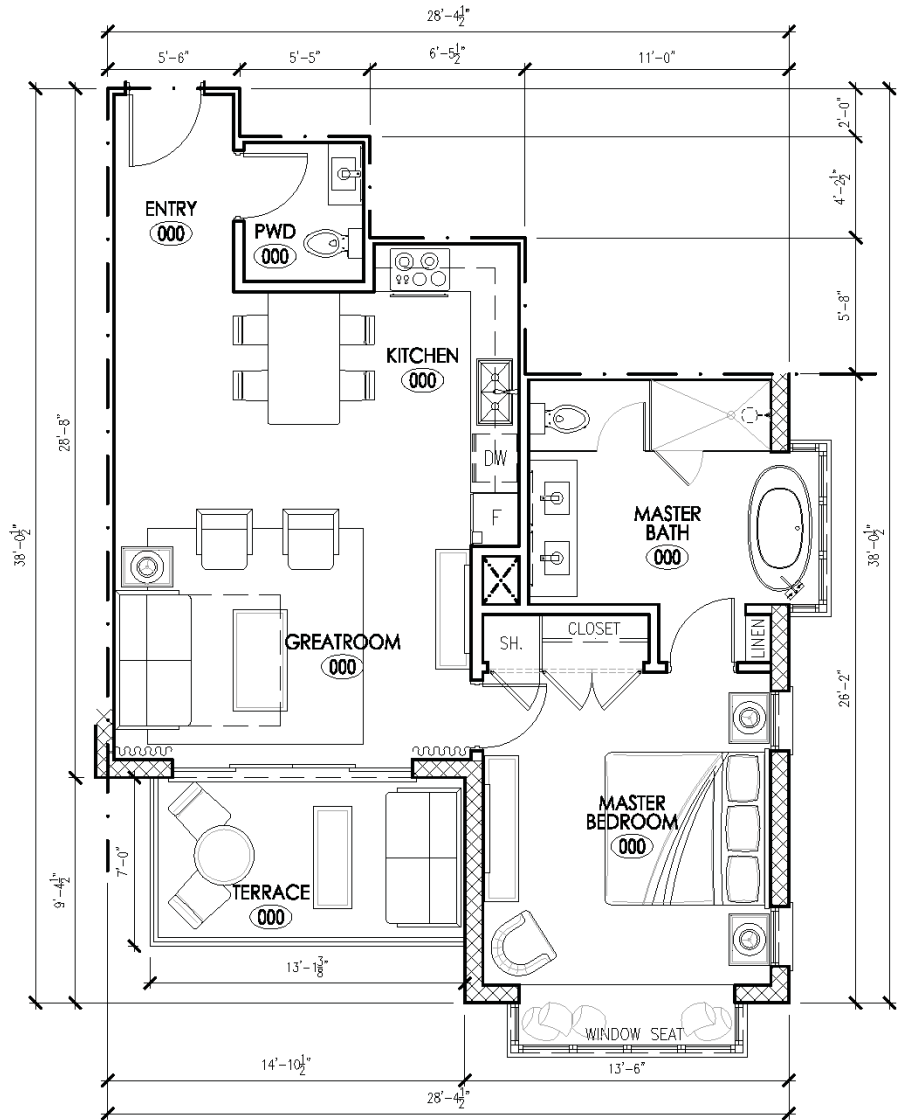 28'-4½"
5'-6"
5'-5"
6'-5½"
11'-0"
2'-0"
4'-2½"
ENTRY
000
PWD
000
5'-8"
KITCHEN
000
28'-8"
DW
F
MASTER
BATH
000
38'-0½"
38'-0½"
GREATROOM
000
SH.
CLOSET
LINEN
26'-2"
MASTER
BEDROOM
000
TERRACE
000
7'-0"
9'-4½"
13'-1⅜"
WINDOW SEAT
14'-10½"
13'-6"
28'-4½"